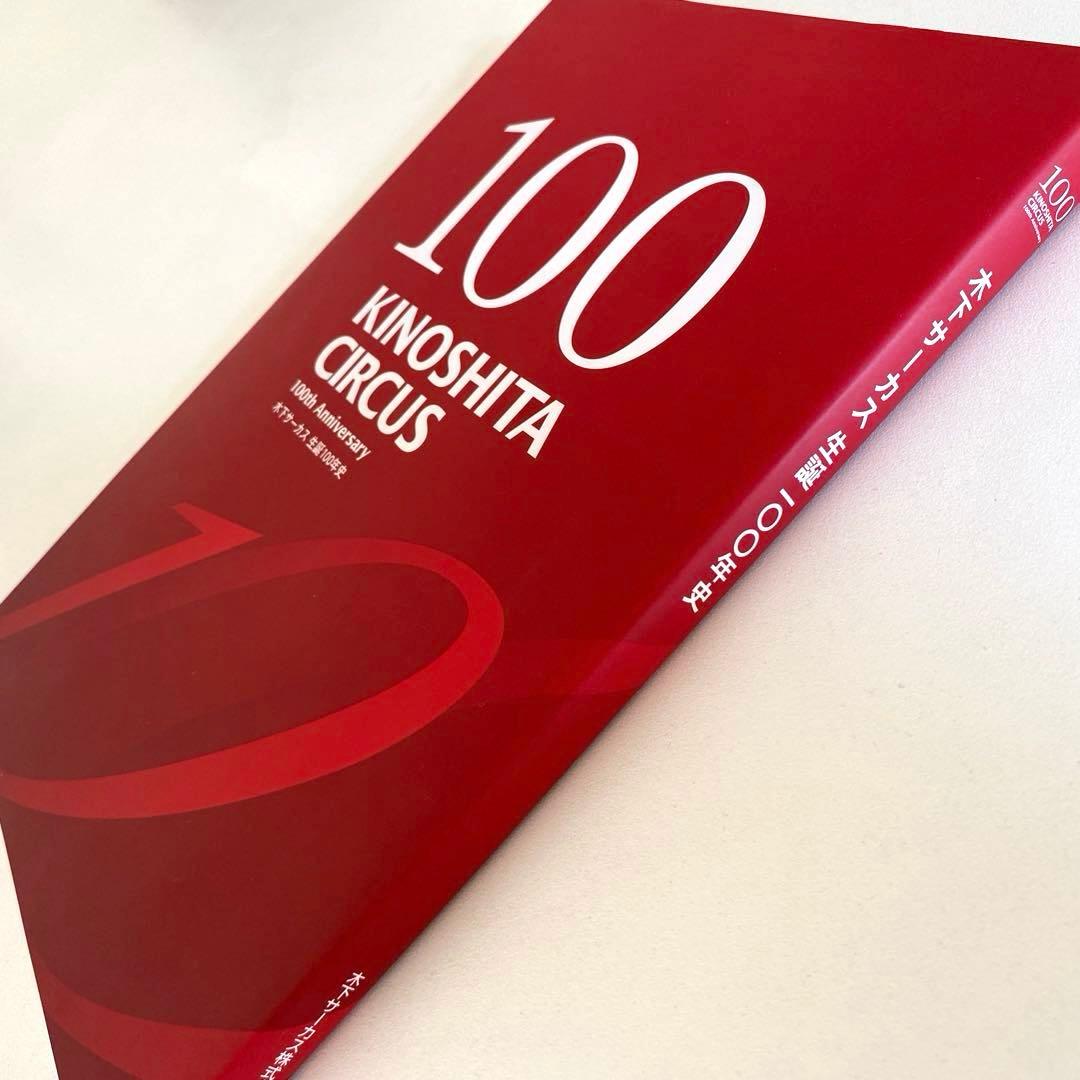 100
KINOSHITA
CIRCUS
100th Anniversary
木下サーカス 生誕100年史
100
KINOSHITA
CIRCUS
100th Anniversary
木下サーカス 生誕一〇〇年史
木下サーカス株式